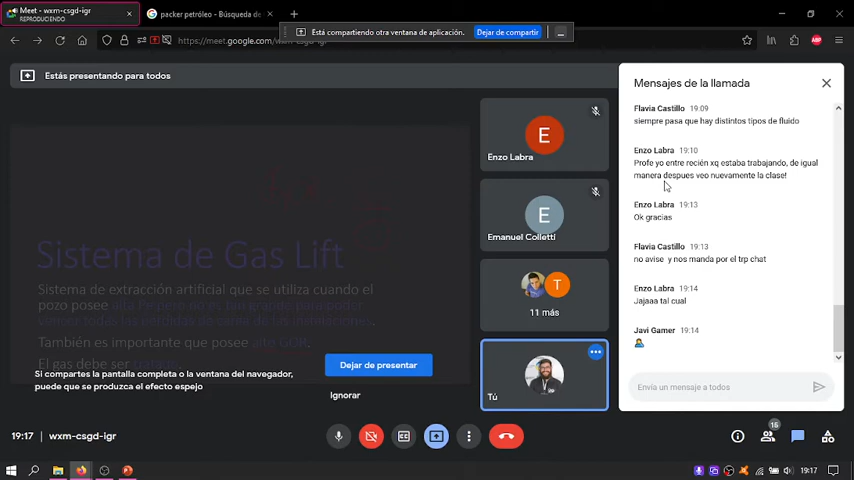 Meet - wxm-csgd-igr
REPRODUCIENDO
packer petróleo - Búsqueda de
Está compartiendo otra ventana de aplicación.
Dejar de compartir
https://meet.google.com/wxm-csgd-igr
ABP
Estás presentando para todos
Sistema de Gas Lift
Sistema de extracción artificial que se utiliza cuando el
pozo posee alta
También es importante que posee alto GOR.
El gas debe ser
Si compartes la pantalla completa o la ventana del navegador,
puede que se produzca el efecto espejo
Dejar de presentar
Ignorar
E
Enzo Labra
E
Emanuel Colletti
T
11 más
Tú
Mensajes de la llamada
Flavia Castillo 19:09
siempre pasa que hay distintos tipos de fluido
Enzo Labra 19:10
Profe yo entre recién xq estaba trabajando, de igual
manera despues veo nuevamente la clase!
Enzo Labra 19:13
Ok gracias
Flavia Castillo 19:13
no avise y nos manda por el trp chat
Enzo Labra 19:14
Jajaaa tal cual
Javi Gamer 19:14
Envía un mensaje a todos
19:17 | wxm-csgd-igr
15
19:17